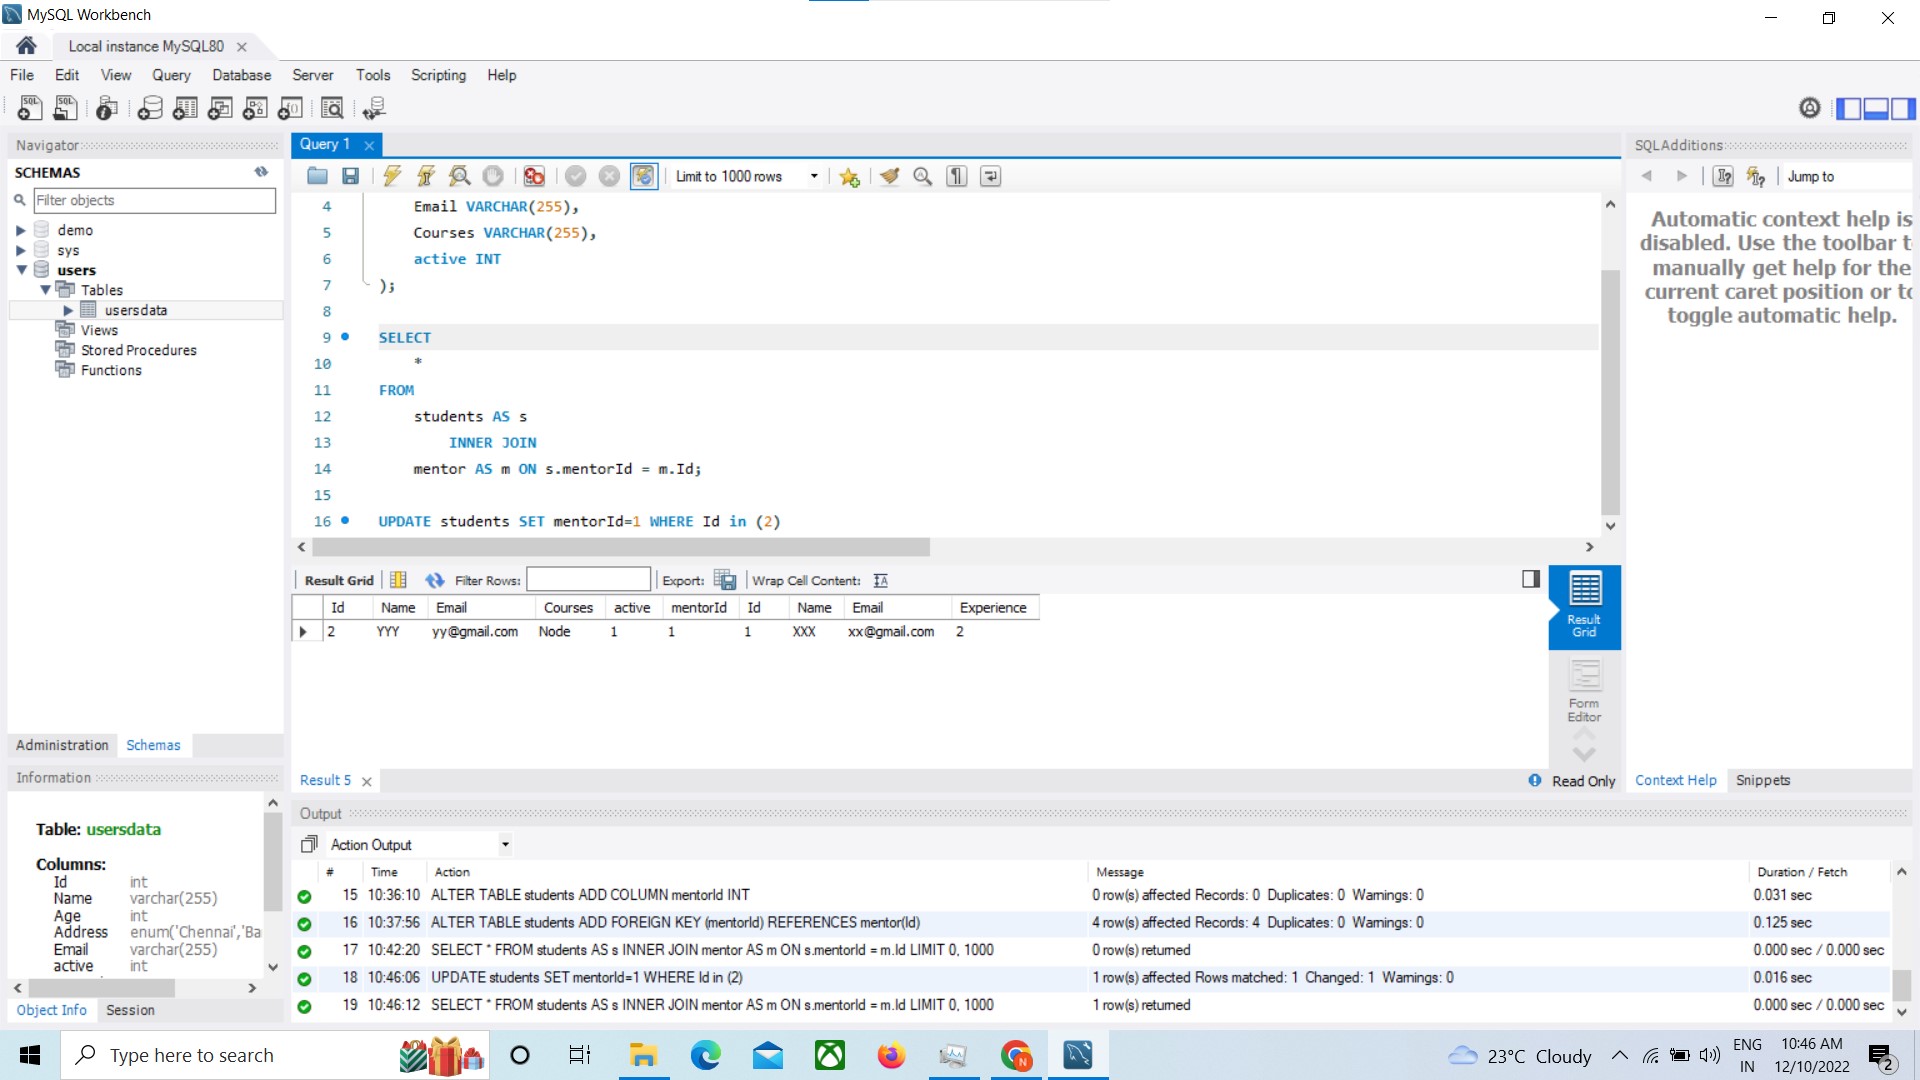 MySQL Workbench
Local instance MySQL80
File Edit View Query Database Server Tools Scripting Help
Navigator
SCHEMAS
Filter objects
demo
sys
users
Tables
usersdata
Views
Stored Procedures
Functions
Administration Schemas
Information
Table: usersdata
Columns:
Id int
Name varchar(255)
Age int
Address enum('Chennai','Ba
Email varchar(255)
active int
Object Info Session
Query 1
Limit to 1000 rows
4 Email VARCHAR(255),
5 Courses VARCHAR(255),
6 active INT
7 );
8
9 SELECT
10 *
11 FROM
12 students AS s
13 INNER JOIN
14 mentor AS m ON s.mentorId = m.Id;
15
16 UPDATE students SET mentorId=1 WHERE Id in (2)
Result Grid Filter Rows: Export: Wrap Cell Content:
Id Name Email Courses active mentorId Id Name Email Experience
2 YYY yy@gmail.com Node 1 1 1 XXX xx@gmail.com 2
Result Grid
Form Editor
Result 5
Read Only
SQLAdditions
Jump to
Automatic context help is
disabled. Use the toolbar t
manually get help for the
current caret position or to
toggle automatic help.
Context Help Snippets
Output
Action Output
# Time Action Message Duration / Fetch
15 10:36:10 ALTER TABLE students ADD COLUMN mentorId INT 0 row(s) affected Records: 0 Duplicates: 0 Warnings: 0 0.031 sec
16 10:37:56 ALTER TABLE students ADD FOREIGN KEY (mentorId) REFERENCES mentor(Id) 4 row(s) affected Records: 4 Duplicates: 0 Warnings: 0 0.125 sec
17 10:42:20 SELECT * FROM students AS s INNER JOIN mentor AS m ON s.mentorId = m.Id LIMIT 0, 1000 0 row(s) returned 0.000 sec / 0.000 sec
18 10:46:06 UPDATE students SET mentorId=1 WHERE Id in (2) 1 row(s) affected Rows matched: 1 Changed: 1 Warnings: 0 0.016 sec
19 10:46:12 SELECT * FROM students AS s INNER JOIN mentor AS m ON s.mentorId = m.Id LIMIT 0, 1000 1 row(s) returned 0.000 sec / 0.000 sec
Type here to search
23°C Cloudy
ENG
IN
10:46 AM
12/10/2022
2